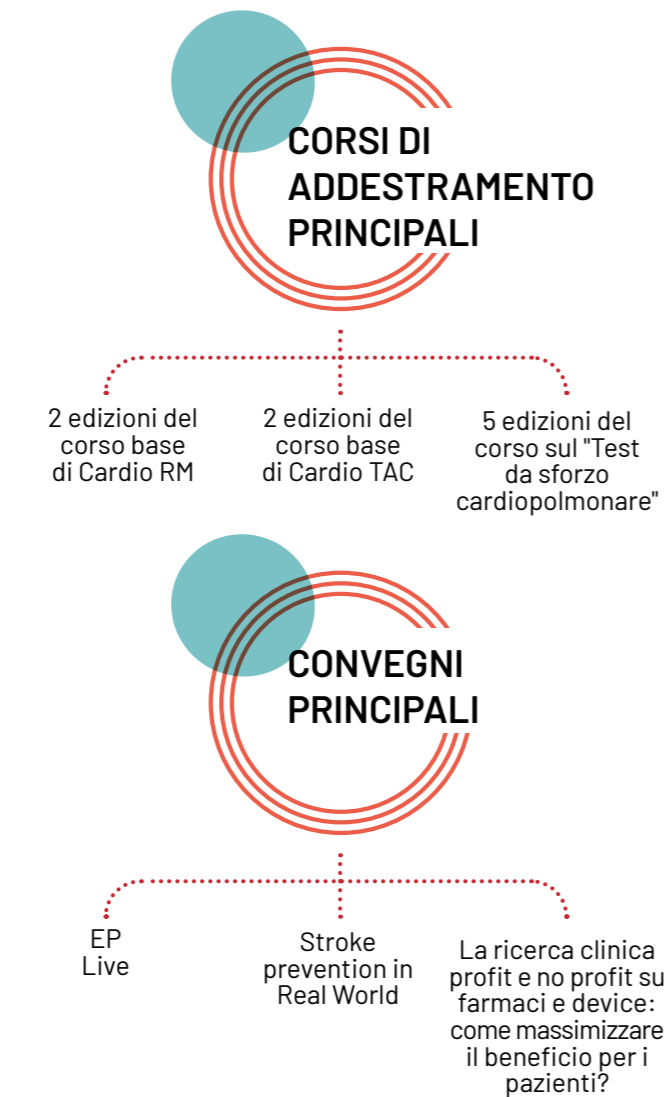 CORSI DI
ADDESTRAMENTO
PRINCIPALI
2 edizioni del
corso base
di Cardio RM
2 edizioni del
corso base
di Cardio TAC
5 edizioni del
corso sul "Test
da sforzo
cardiopolmonare"
CONVEGNI
PRINCIPALI
EP
Live
Stroke
prevention in
Real World
La ricerca clinica
profit e no profit su
farmaci e device:
come massimizzare
il beneficio per i
pazienti?